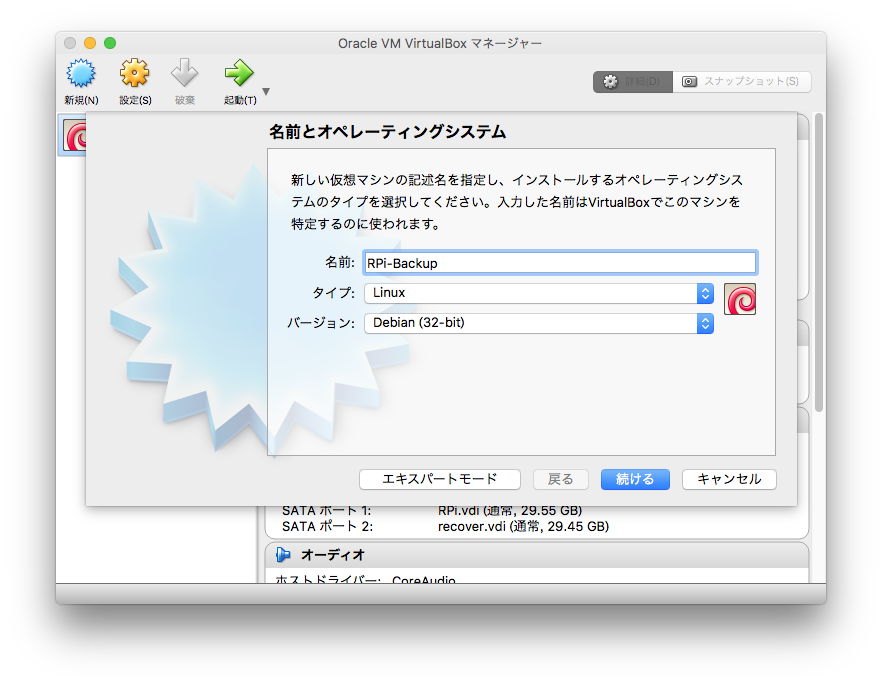 Oracle VM VirtualBox マネージャー
新規(N)
設定(S)
破棄
起動(T)
詳細(D)
スナップショット(S)
名前とオペレーティングシステム
新しい仮想マシンの記述名を指定し、インストールするオペレーティングシス
テムのタイプを選択してください。入力した名前はVirtualBoxでこのマシンを
特定するのに使われます。
名前: RPi-Backup
タイプ: Linux
バージョン: Debian (32-bit)
エキスパートモード
戻る
続ける
キャンセル
SATA ポート 1: RPi.vdi (通常, 29.55 GB)
SATA ポート 2: recover.vdi (通常, 29.45 GB)
オーディオ
ホストドライバー: CoreAudio